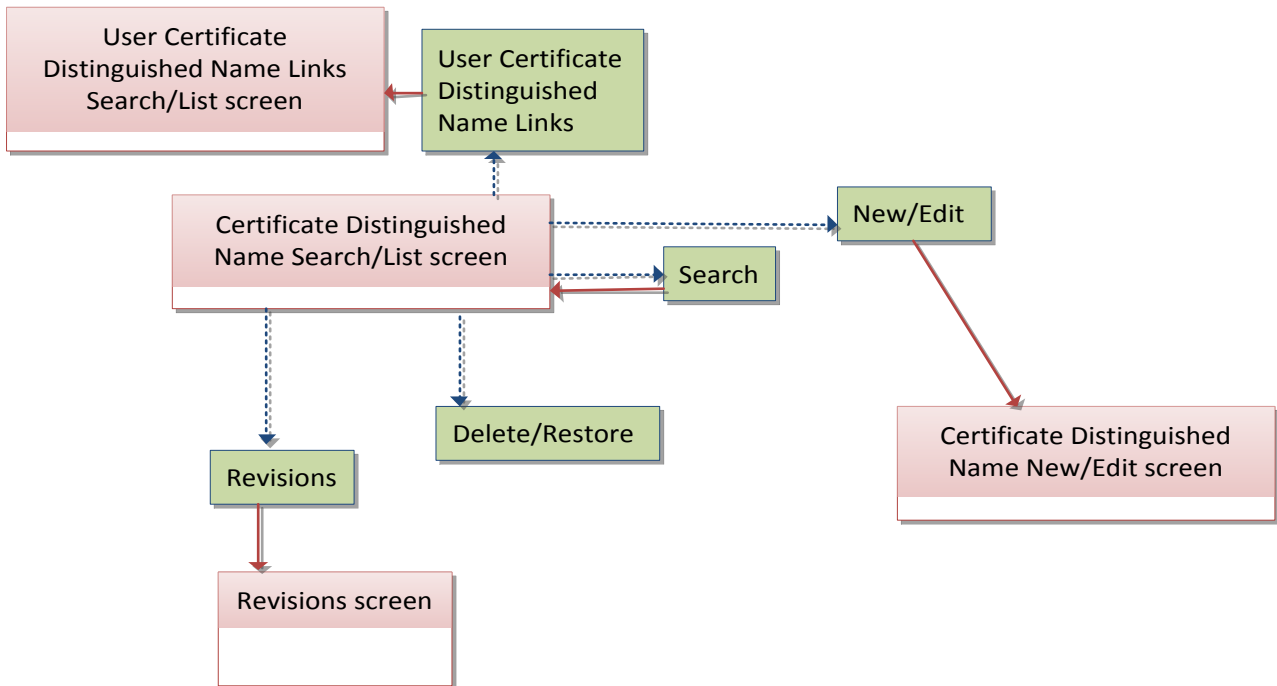 User Certificate
Distinguished Name Links
Search/List screen
User Certificate
Distinguished
Name Links
Certificate Distinguished
Name Search/List screen
New/Edit
Search
Delete/Restore
Certificate Distinguished
Name New/Edit screen
Revisions
Revisions screen